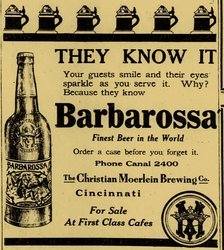 THEY KNOW IT
Your guests smile and their eyes
sparkle as you serve it. Why?
Because they know
Barbarossa
Finest Beer in the World
Order a case before you forget it.
Phone Canal 2400
The Christian Moerlein Brewing Co.
Cincinnati
For Sale
At First Class Cafes
BARBAROSSA